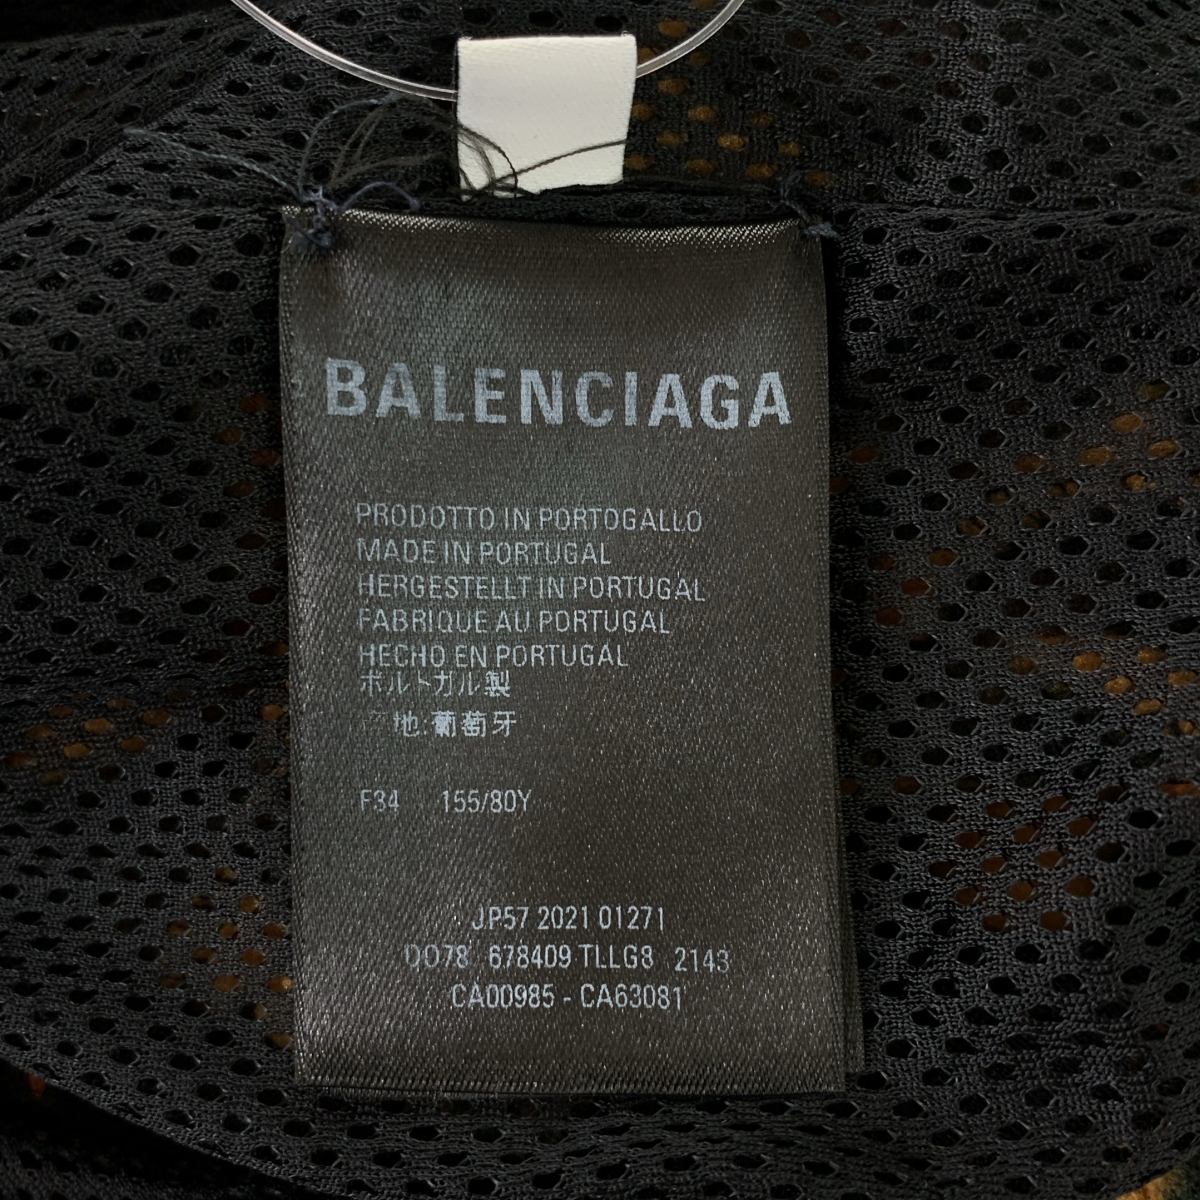 BALENCIAGA
PRODOTTO IN PORTOGALLO
MADE IN PORTUGAL
HERGESTELLT IN PORTUGAL
FABRIQUE AU PORTUGAL
HECHO EN PORTUGAL
ポルトガル製
地:葡萄牙
F34 155/80Y
JP57 2021 01271
0078 678409 TLLG8 2143
CA00985 - CA63081